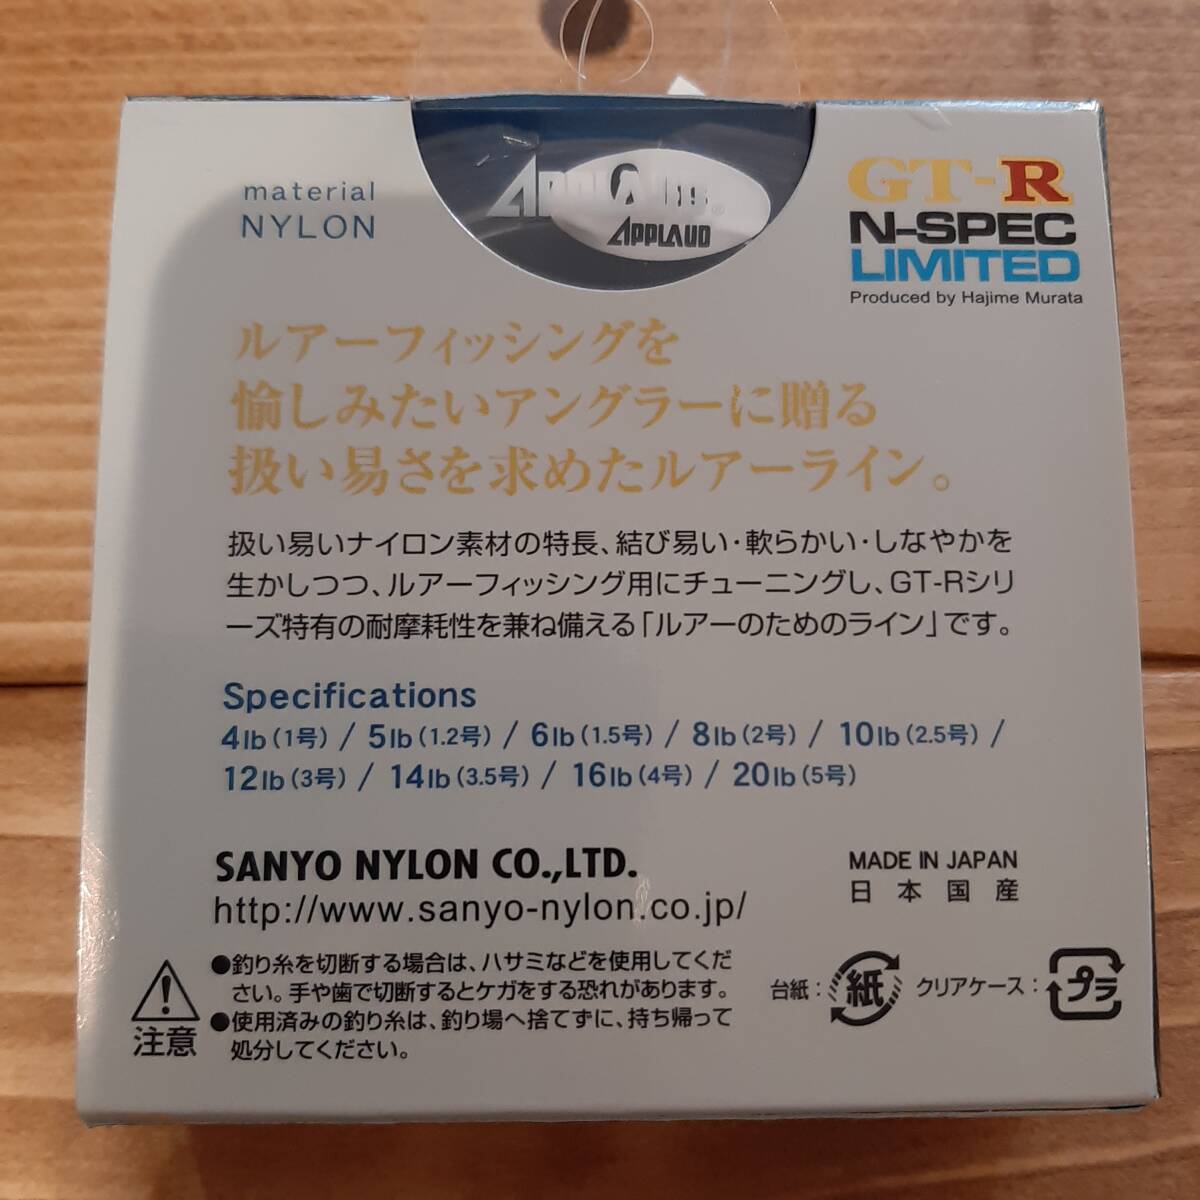 material
NYLON
APPLAUD
GT-R
N-SPEC
LIMITED
Produced by Hajime Murata
ルアーフィッシングを
愉しみたいアングラーに贈る
扱い易さを求めたルアーライン。
扱い易いナイロン素材の特長、結び易い・軟らかい・しなやかを
生かしつつ、ルアーフィッシング用にチューニングし、GT-Rシリ
ーズ特有の耐摩耗性を兼ね備える「ルアーのためのライン」です。
Specifications
4lb(1号) / 5lb(1.2号) / 6lb(1.5号) / 8lb(2号) / 10lb(2.5号) /
12lb(3号) / 14lb(3.5号) / 16lb(4号) / 20lb(5号)
SANYO NYLON CO.,LTD.
http://www.sanyo-nylon.co.jp/
MADE IN JAPAN
日本国産
注意
●釣り糸を切断する場合は、ハサミなどを使用してくだ
さい。手や歯で切断するとケガをする恐れがあります。
●使用済みの釣り糸は、釣り場へ捨てずに、持ち帰って
処分してください。
台紙：紙 クリアケース：プラ